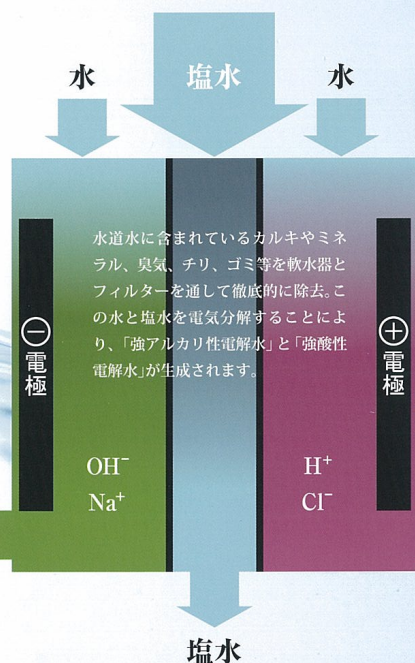 水
塩水
水
水道水に含まれているカルキやミネ
ラル、臭気、チリ、ゴミ等を軟水器と
フィルターを通して徹底的に除去。こ
の水と塩水を電気分解することによ
り、「強アルカリ性電解水」と「強酸性
電解水」が生成されます。
⊖電極
⊕電極
OH⁻
Na⁺
H⁺
Cl⁻
塩水